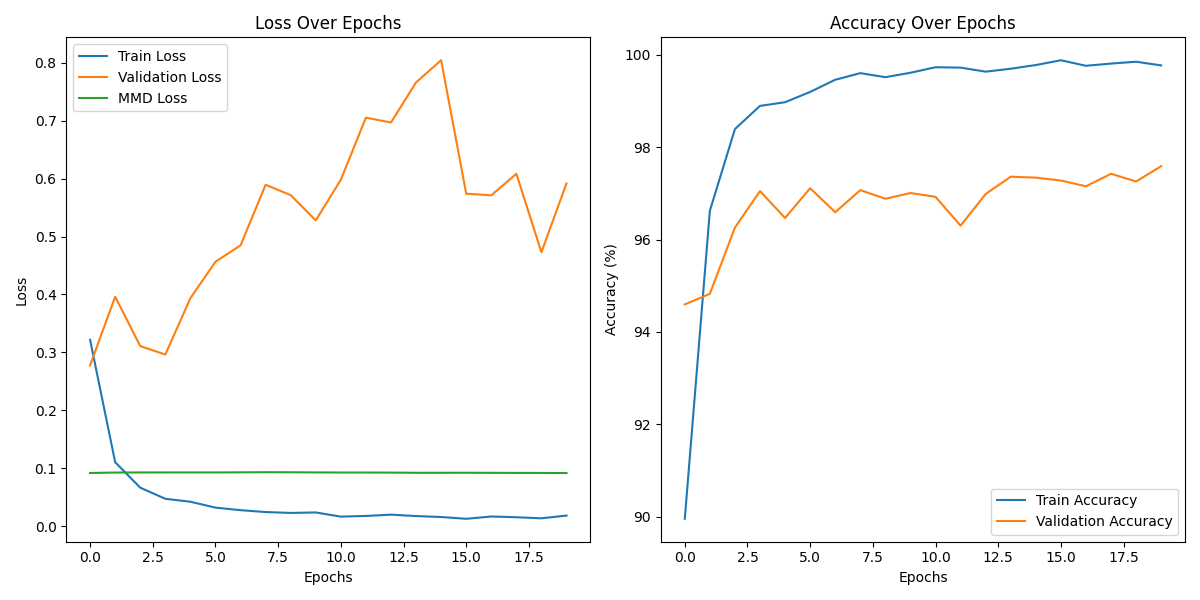 Loss Over Epochs
Train Loss
Validation Loss
MMD Loss
0.8
0.7
0.6
0.5
0.4
0.3
0.2
0.1
0.0
Loss
0.0 2.5 5.0 7.5 10.0 12.5 15.0 17.5
Epochs
Accuracy Over Epochs
100
98
96
94
92
90
Accuracy (%)
Train Accuracy
Validation Accuracy
0.0 2.5 5.0 7.5 10.0 12.5 15.0 17.5
Epochs